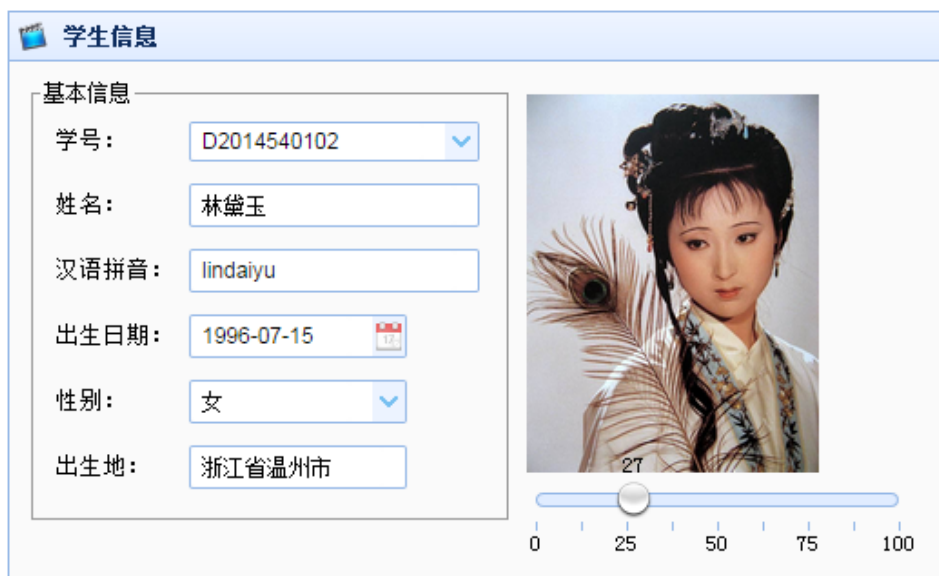 学生信息
基本信息
学号： D2014540102
姓名： 林黛玉
汉语拼音： lindaiyu
出生日期： 1996-07-15
性别： 女
出生地： 浙江省温州市
27
0 25 50 75 100